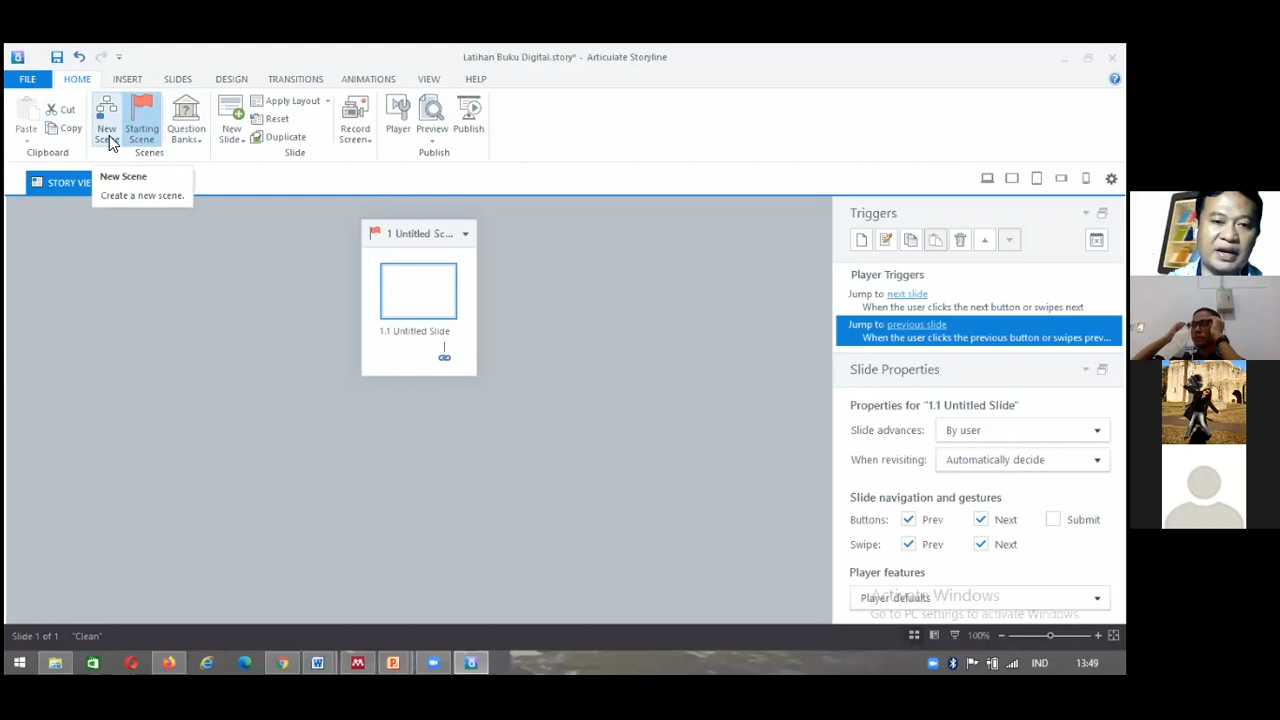 Latihan Buku Digital.story* - Articulate Storyline
FILE HOME INSERT SLIDES DESIGN TRANSITIONS ANIMATIONS VIEW HELP
Paste
Cut
Copy
Clipboard
New Scene
Starting Scene
Question Banks
Scenes
New Slide
Apply Layout
Reset
Duplicate
Slide
Record Screen
Player
Preview
Publish
Publish
STORY VIE
New Scene
Create a new scene.
1 Untitled Sc...
1.1 Untitled Slide
Triggers
Player Triggers
Jump to next slide
When the user clicks the next button or swipes next
Jump to previous slide
When the user clicks the previous button or swipes prev...
Slide Properties
Properties for "1.1 Untitled Slide"
Slide advances: By user
When revisiting: Automatically decide
Slide navigation and gestures
Buttons: Prev Next Submit
Swipe: Prev Next
Player features
Player defaults
Activate Windows
Go to PC settings to activate Windows.
Slide 1 of 1 "Clean"
100%
IND 13:49